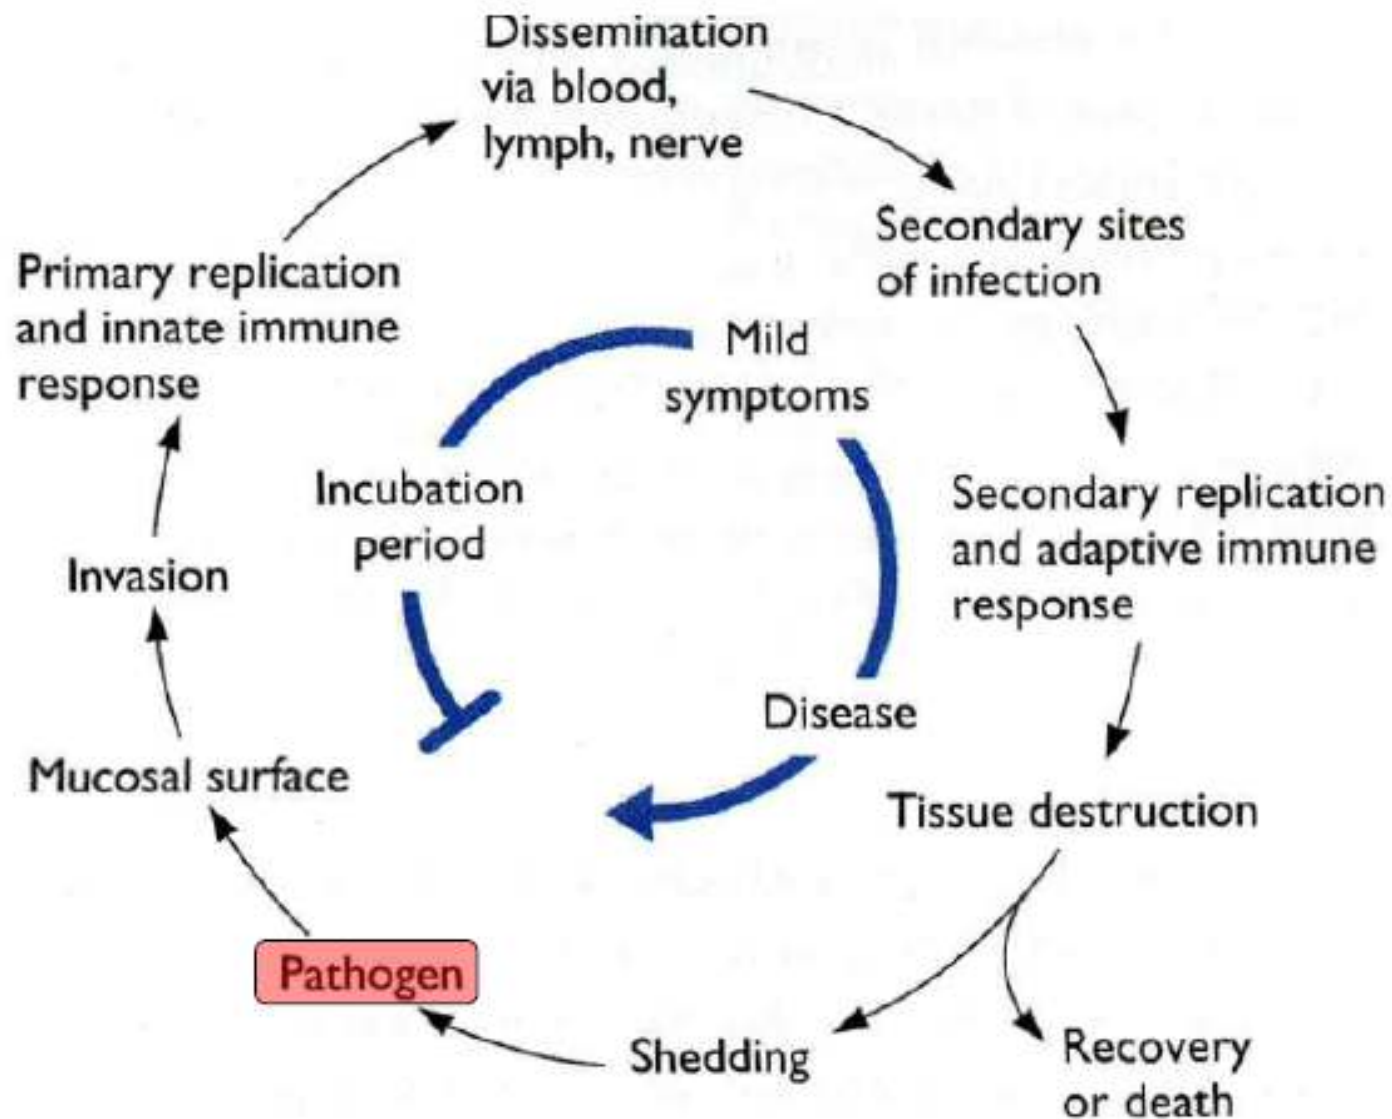 Dissemination
via blood,
lymph, nerve
Secondary sites
of infection
Primary replication
and innate immune
response
Mild
symptoms
Incubation
period
Secondary replication
and adaptive immune
response
Invasion
Disease
Mucosal surface
Tissue destruction
Pathogen
Shedding
Recovery
or death